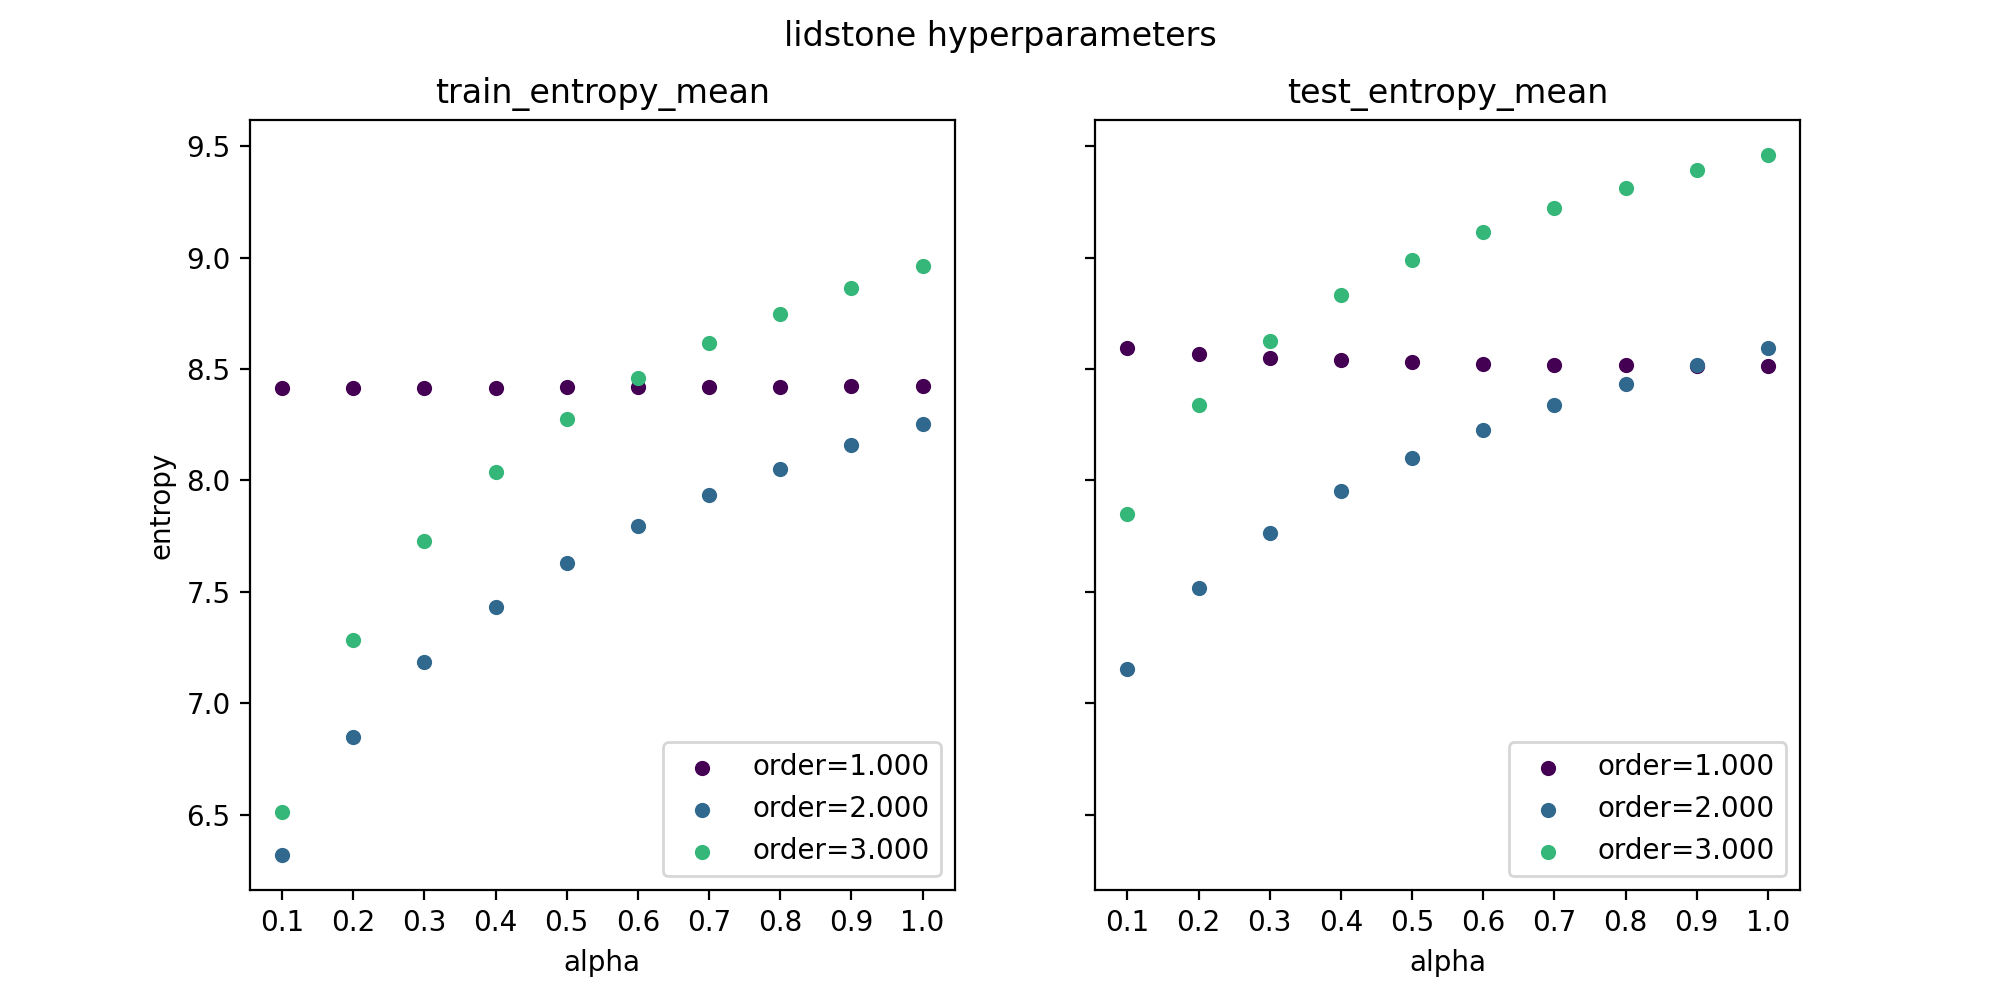 lidstone hyperparameters
train_entropy_mean
9.5
9.0
8.5
8.0
7.5
7.0
6.5
entropy
0.1 0.2 0.3 0.4 0.5 0.6 0.7 0.8 0.9 1.0
alpha
order=1.000
order=2.000
order=3.000
test_entropy_mean
0.1 0.2 0.3 0.4 0.5 0.6 0.7 0.8 0.9 1.0
alpha
order=1.000
order=2.000
order=3.000